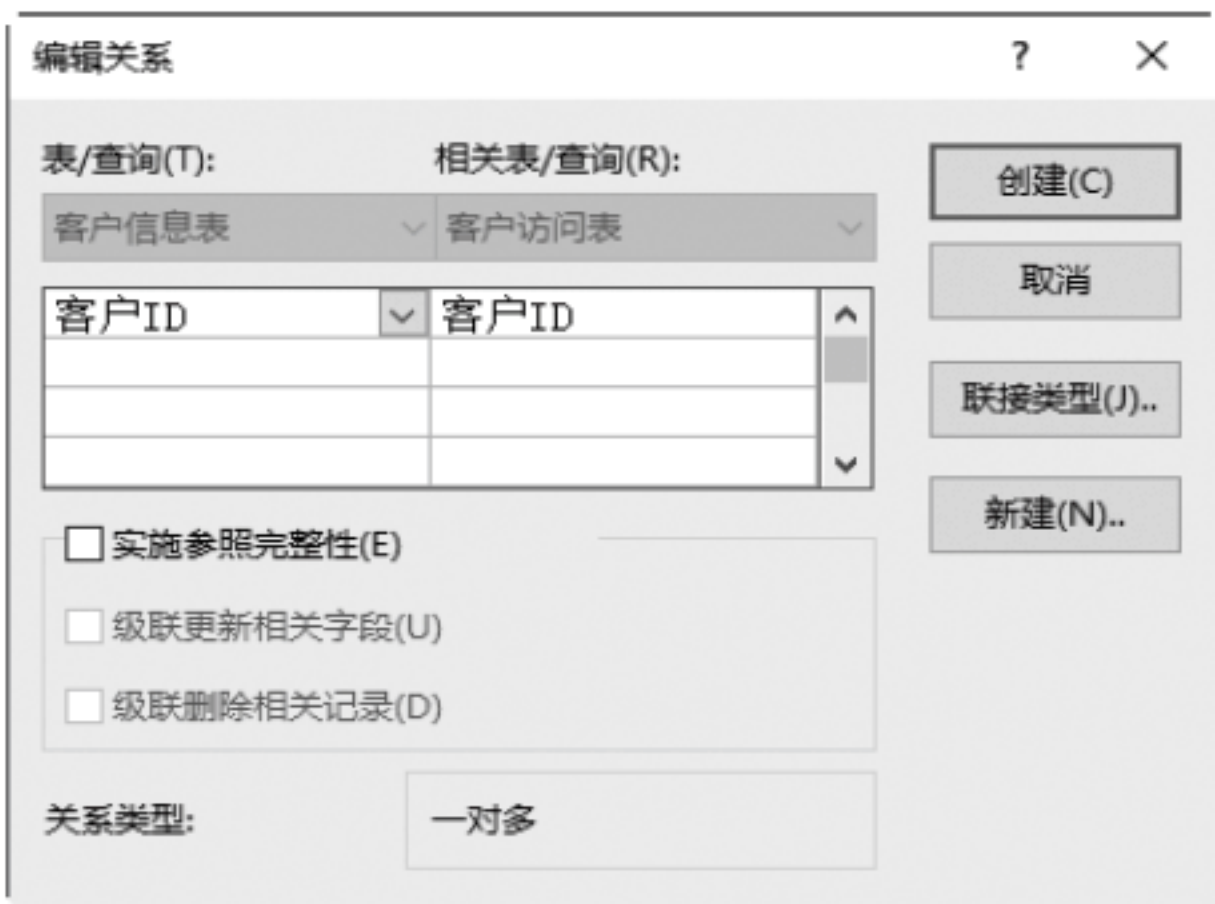 编辑关系 ?
表/查询(T): 相关表/查询(R):
创建(C)
客户信息表 客户访问表
取消
客户ID 客户ID
联接类型(J)..
新建(N)..
实施参照完整性(E)
级联更新相关字段(U)
级联删除相关记录(D)
关系类型: 一对多